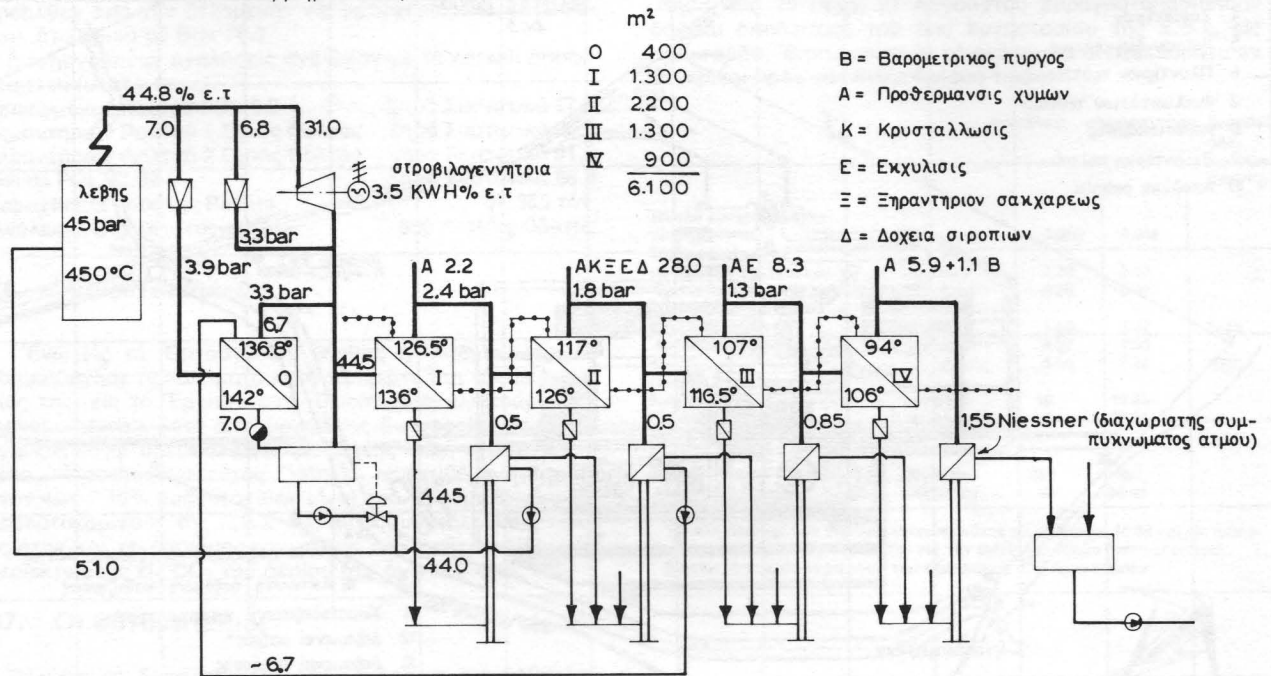 m²
O 400
I 1.300
II 2.200
III 1.300
IV 900
6.100
B = Βαρομετρικος πυργος
A = Προθερμανσις χυμων
K = Κρυσταλλωσις
E = Εκχυλισις
Ξ = Ξηραντηριον σακχαρεως
Δ = Δοχεια σιροπιων
44.8 % ε.τ
7.0
6,8
31.0
λεβης
45 bar
450°C
στροβιλογεννητρια
3.5 KWH % ε.τ
3.3 bar
3.9 bar
3.3 bar
6,7
A 2.2
2.4 bar
ΑΚΞΕΔ 28.0
1.8 bar
AE 8.3
1.3 bar
A 5.9+1.1 B
136.8°
O
142°
7.0
44.5
126.5°
I
136°
117°
II
126°
107°
III
116.5°
94°
IV
106°
0,5
0,5
0,85
1,55 Niessner (διαχωριστης συμ-
πυκνωματος ατμου)
44.5
44.0
51.0
~6.7